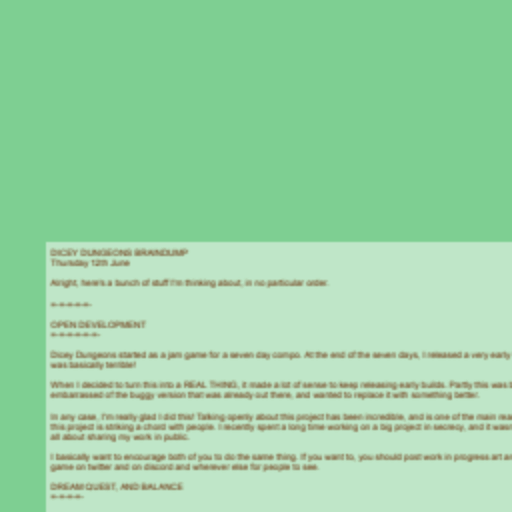 DICEY DUNGEONS BRAINDUMP
Thursday 12th June
Alright, here's a bunch of stuff I'm thinking about, in no particular order.
=-=-=-=-=-
OPEN DEVELOPMENT
=-=-=-=-=-=-
Dicey Dungeons started as a jam game for a seven day compo. At the end of the seven days, I released a very early
was basically terrible!
When I decided to turn this into a REAL THING, it made a lot of sense to keep releasing early builds. Partly this was
embarrassed of the buggy version that was already out there, and wanted to replace it with something better.
In any case, I'm really glad I did this! Talking openly about this project has been incredible, and is one of the main
this project is striking a chord with people. I recently spent a long time working on a big project in secrecy, and it
all about sharing my work in public.
I basically want to encourage both of you to do the same thing. If you want to, you should post work in progress art
game on twitter and on discord and wherever else for people to see.
DREAM QUEST, AND BALANCE
=-=-=-=-